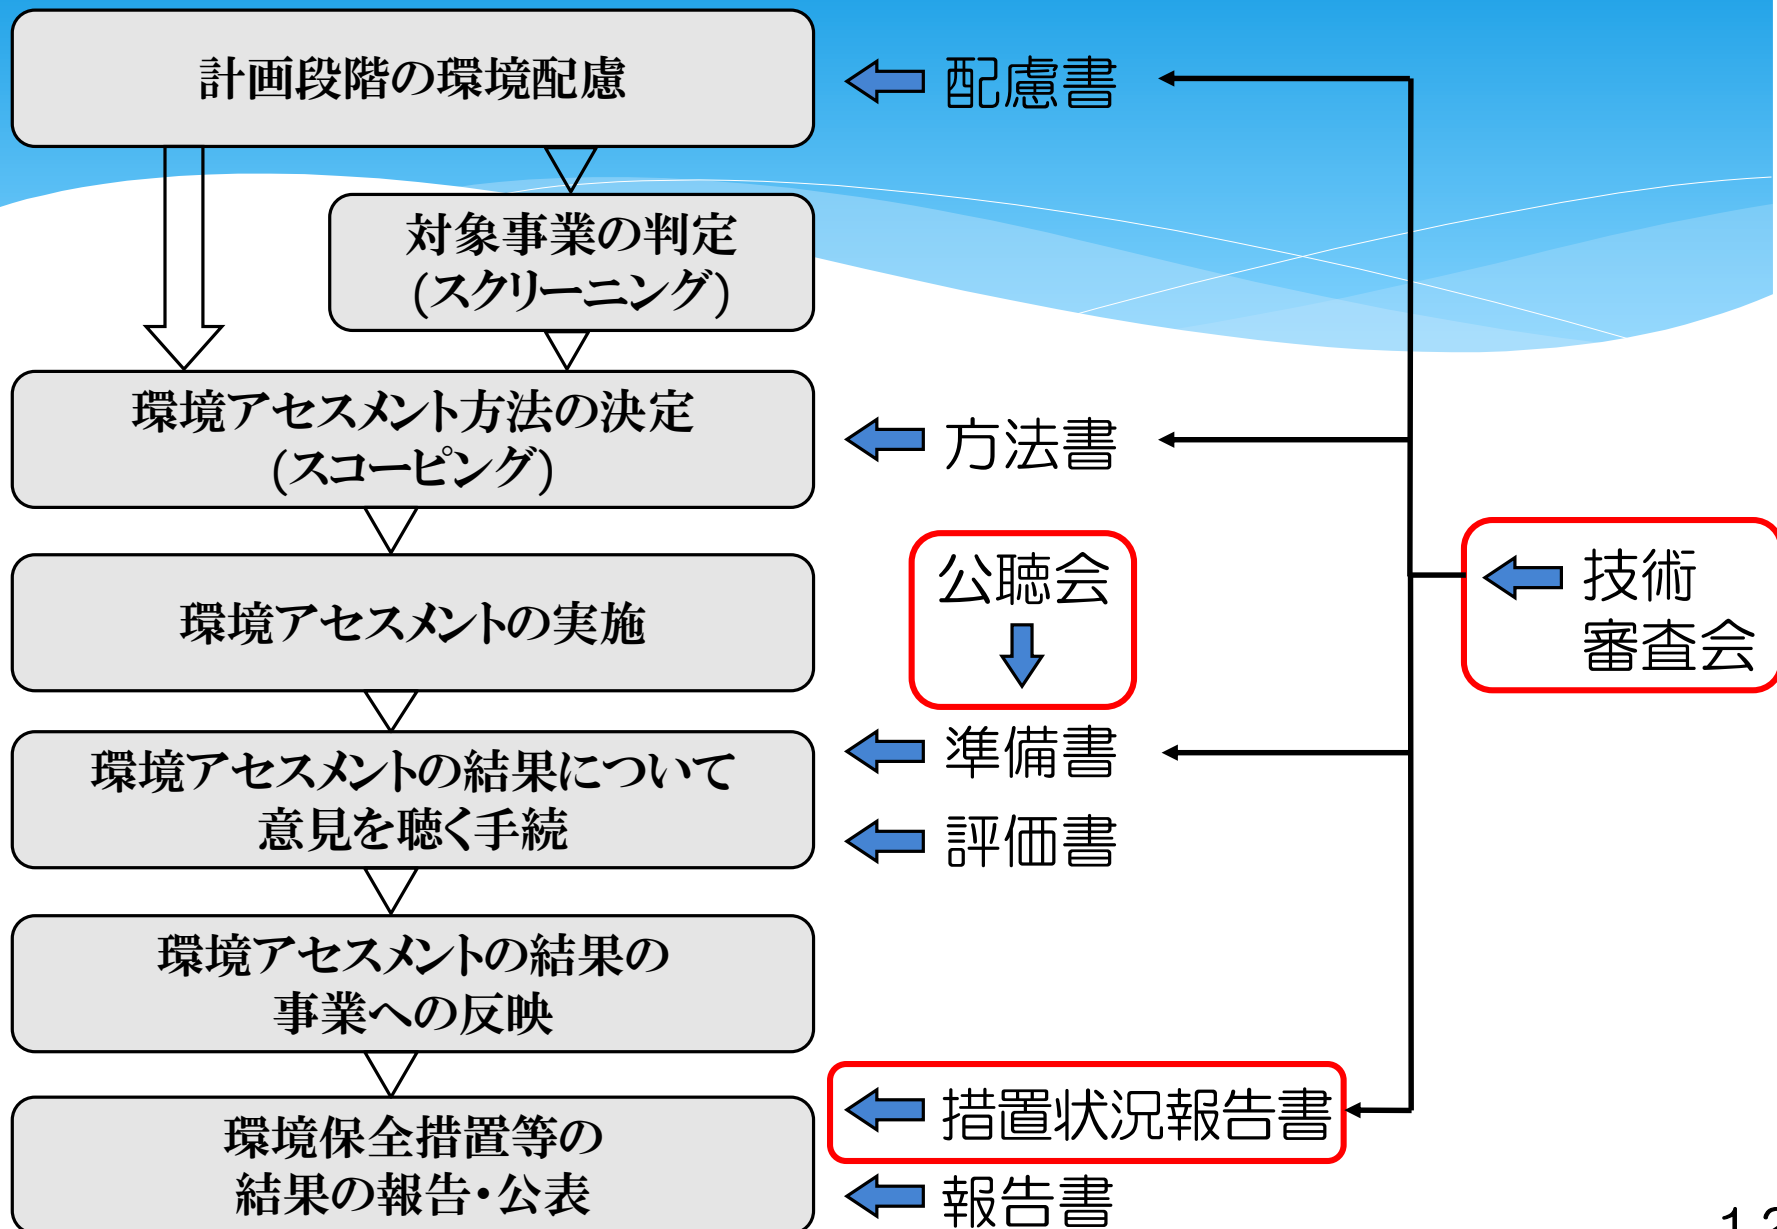 計画段階の環境配慮
配慮書
対象事業の判定
(スクリーニング)
環境アセスメント方法の決定
(スコーピング)
方法書
公聴会
技術
審査会
環境アセスメントの実施
環境アセスメントの結果について
意見を聴く手続
準備書
評価書
環境アセスメントの結果の
事業への反映
環境保全措置等の
結果の報告・公表
措置状況報告書
報告書